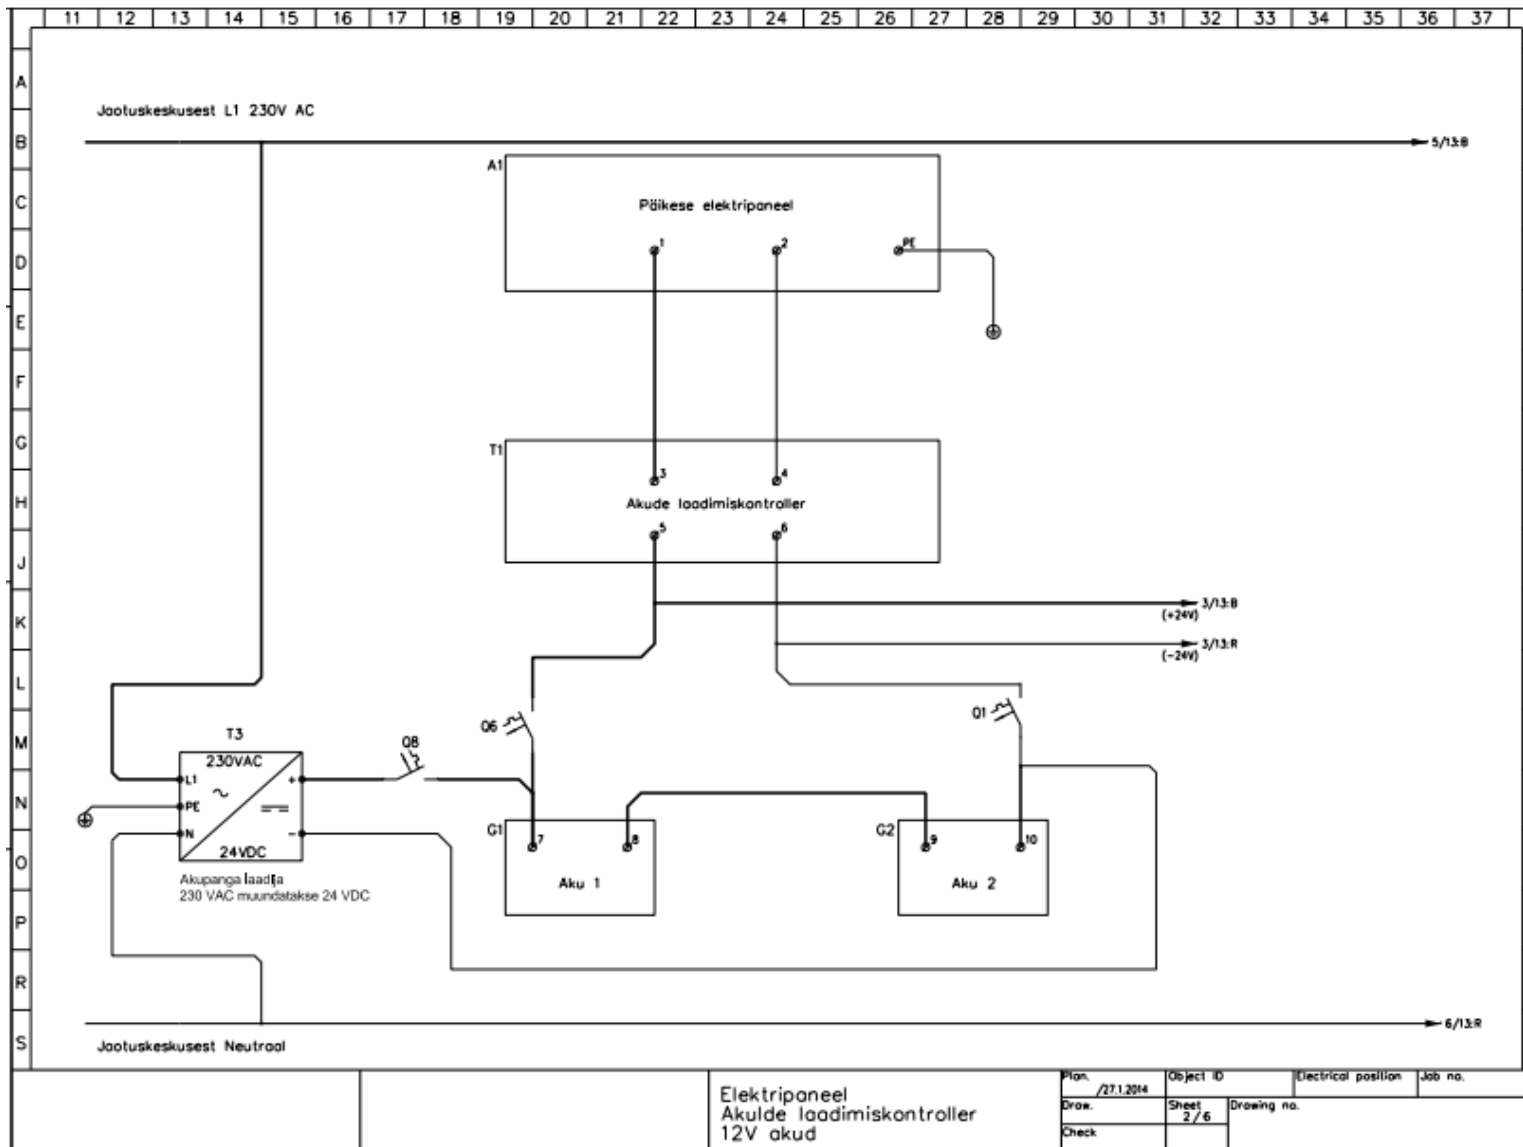 11 12 13 14 15 16 17 18 19 20 21 22 23 24 25 26 27 28 29 30 31 32 33 34 35 36 37
A
Jaotuskeskusest L1 230V AC
B
5/13:B
A1
C
Päikese elektripaneel
1 2 PE
D
E
F
G
T1
3 4
H
Akude laadimiskontroller
5 6
J
3/13:B
(+24V)
K
3/13:R
(-24V)
L
Q6
Q1
M
T3
Q8
230VAC
L1
+
N
PE
N
-
24VDC
G1
7
8
G2
9
10
O
Aku 1
Aku 2
Akupanga laadija
230 VAC muundatakse 24 VDC
P
R
6/13:R
S
Jaotuskeskusest Neutraal
Elektripaneel
Akulde laadimiskontroller
12V akud
Plan.
/27.1.2014
Object ID
Electrical position
Job no.
Draw.
Sheet
2/6
Drawing no.
Check